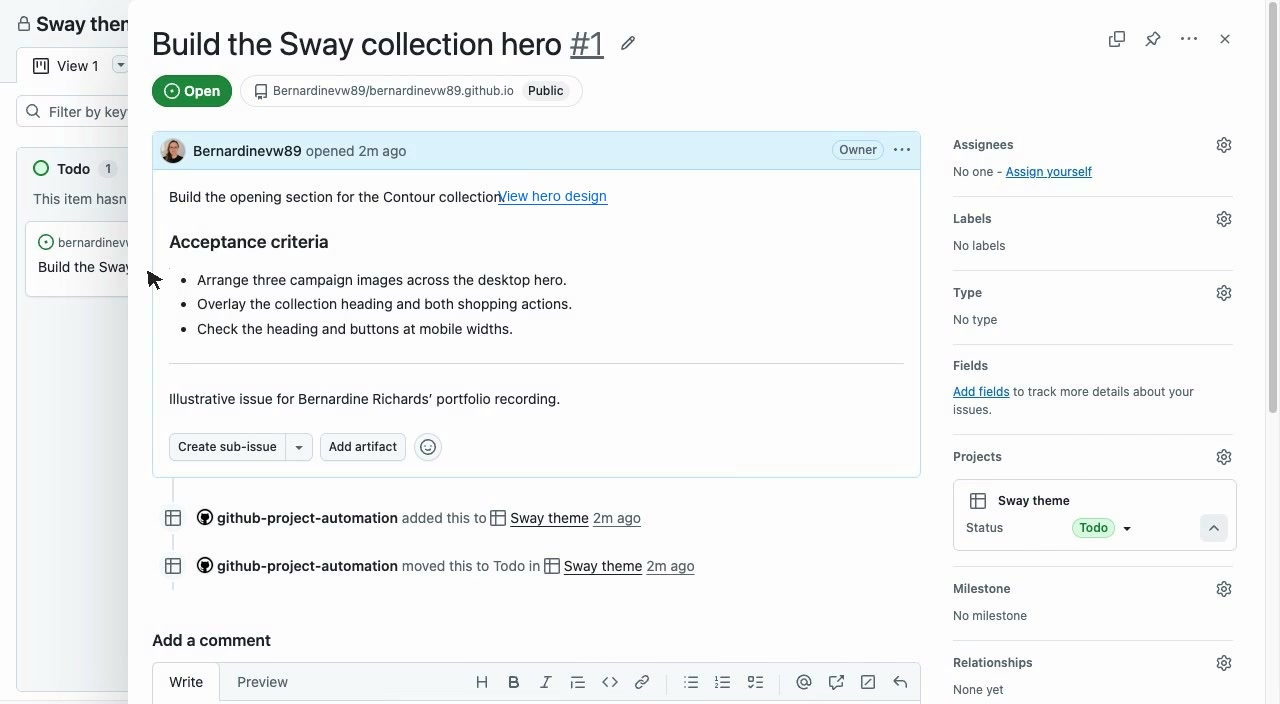 Sway then
View 1
Filter by key
Todo 1
This item hasn
bernardinevw
Build the Sway
Build the Sway collection hero #1
Open
Bernardinevw89/bernardinevw89.github.io Public
Bernardinevw89 opened 2m ago
Owner
Build the opening section for the Contour collection. View hero design
Acceptance criteria
• Arrange three campaign images across the desktop hero.
• Overlay the collection heading and both shopping actions.
• Check the heading and buttons at mobile widths.
Illustrative issue for Bernardine Richards’ portfolio recording.
Create sub-issue
Add artifact
github-project-automation added this to Sway theme 2m ago
github-project-automation moved this to Todo in Sway theme 2m ago
Add a comment
Write
Preview
Assignees
No one - Assign yourself
Labels
No labels
Type
No type
Fields
Add fields to track more details about your
issues.
Projects
Sway theme
Status Todo
Milestone
No milestone
Relationships
None yet